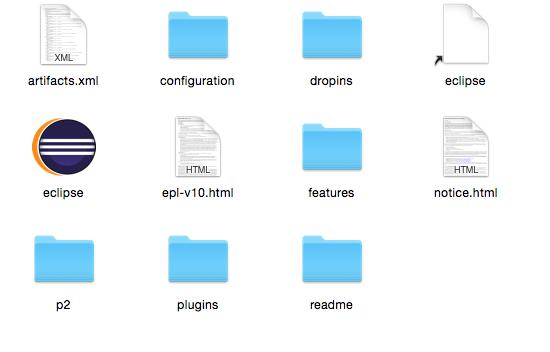 XML
artifacts.xml
configuration
dropins
eclipse
eclipse
HTML
epl-v10.html
features
HTML
notice.html
p2
plugins
readme